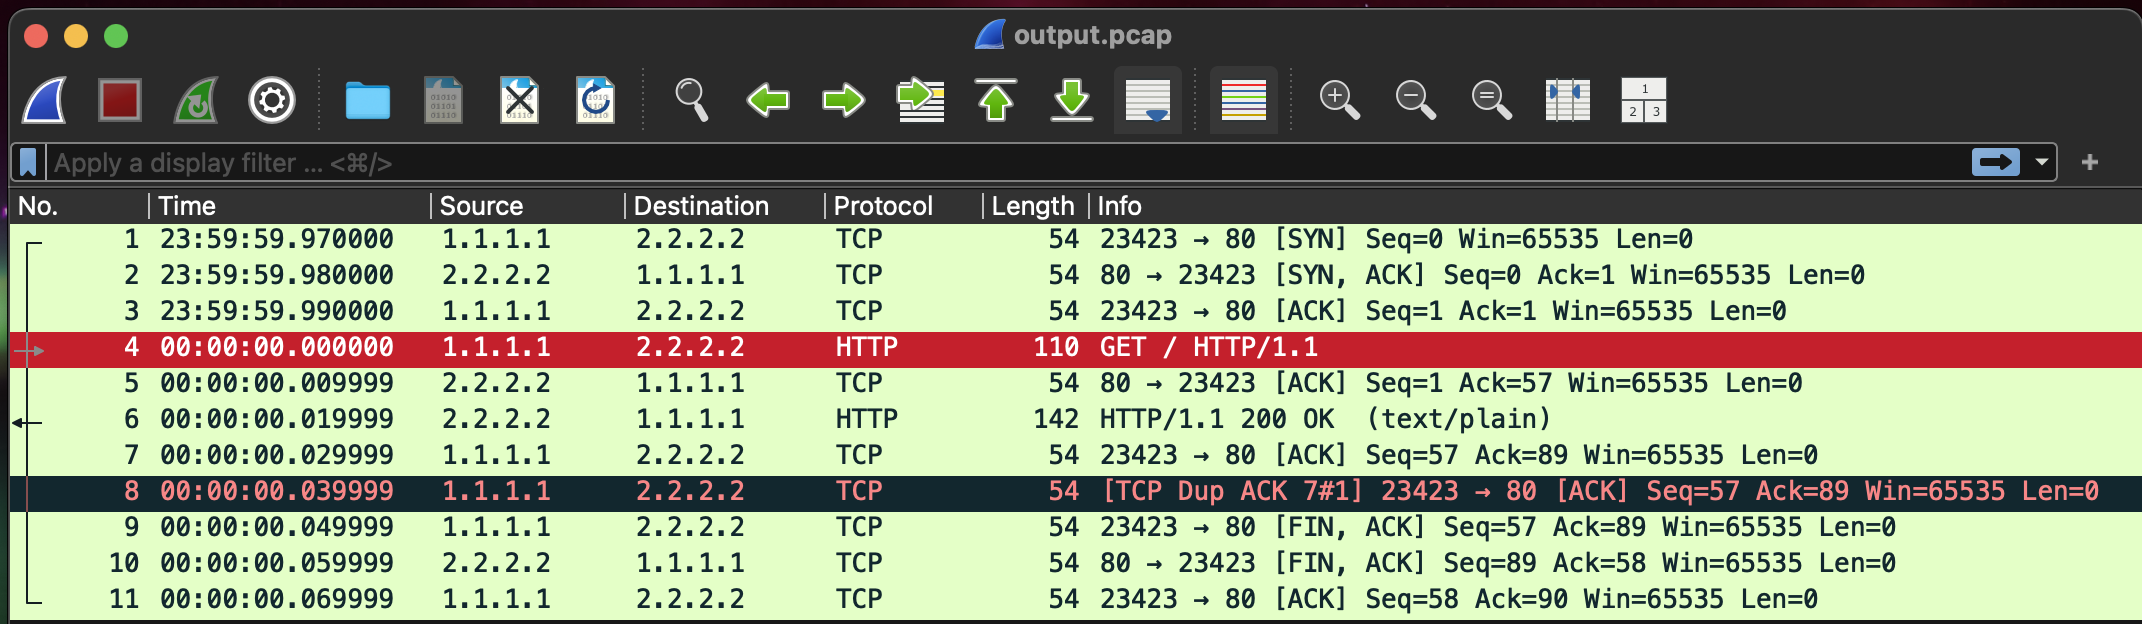 output.pcap
Apply a display filter ... <⌘/>
No. Time Source Destination Protocol Length Info
1 23:59:59.970000 1.1.1.1 2.2.2.2 TCP 54 23423 → 80 [SYN] Seq=0 Win=65535 Len=0
2 23:59:59.980000 2.2.2.2 1.1.1.1 TCP 54 80 → 23423 [SYN, ACK] Seq=0 Ack=1 Win=65535 Len=0
3 23:59:59.990000 1.1.1.1 2.2.2.2 TCP 54 23423 → 80 [ACK] Seq=1 Ack=1 Win=65535 Len=0
4 00:00:00.000000 1.1.1.1 2.2.2.2 HTTP 110 GET / HTTP/1.1
5 00:00:00.009999 2.2.2.2 1.1.1.1 TCP 54 80 → 23423 [ACK] Seq=1 Ack=57 Win=65535 Len=0
6 00:00:00.019999 2.2.2.2 1.1.1.1 HTTP 142 HTTP/1.1 200 OK (text/plain)
7 00:00:00.029999 1.1.1.1 2.2.2.2 TCP 54 23423 → 80 [ACK] Seq=57 Ack=89 Win=65535 Len=0
8 00:00:00.039999 1.1.1.1 2.2.2.2 TCP 54 [TCP Dup ACK 7#1] 23423 → 80 [ACK] Seq=57 Ack=89 Win=65535 Len=0
9 00:00:00.049999 1.1.1.1 2.2.2.2 TCP 54 23423 → 80 [FIN, ACK] Seq=57 Ack=89 Win=65535 Len=0
10 00:00:00.059999 2.2.2.2 1.1.1.1 TCP 54 80 → 23423 [FIN, ACK] Seq=89 Ack=58 Win=65535 Len=0
11 00:00:00.069999 1.1.1.1 2.2.2.2 TCP 54 23423 → 80 [ACK] Seq=58 Ack=90 Win=65535 Len=0